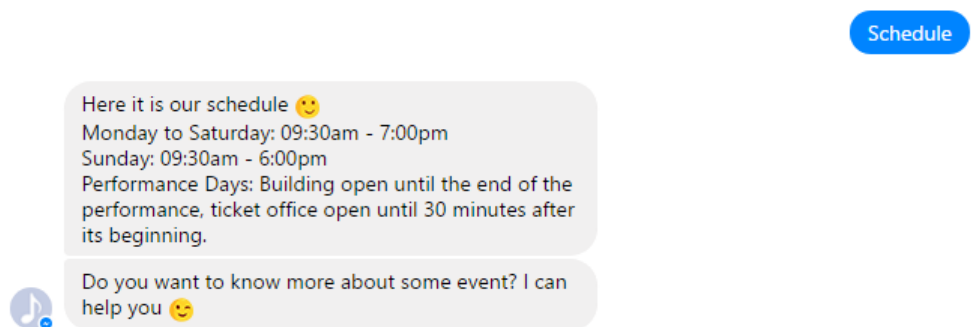 Schedule
Here it is our schedule 🙂
Monday to Saturday: 09:30am - 7:00pm
Sunday: 09:30am - 6:00pm
Performance Days: Building open until the end of the
performance, ticket office open until 30 minutes after
its beginning.
Do you want to know more about some event? I can
help you 😉